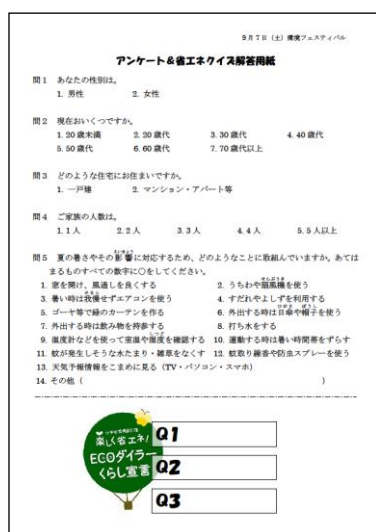 9月7日（土）環境フェスティバル
アンケート＆省エネクイズ解答用紙
問1 あなたの性別は。
1. 男性 2. 女性
問2 現在おいくつですか。
1. 20歳未満 2. 20歳代 3. 30歳代 4. 40歳代
5. 50歳代 6. 60歳代 7. 70歳代以上
問3 どのような住宅にお住まいですか。
1. 一戸建 2. マンション・アパート等
問4 ご家族の人数は。
1. 1人 2. 2人 3. 3人 4. 4人 5. 5人以上
問5 夏の暑さやその影響に対応するため、どのようなことに取組んでいますか。あては
まるものすべての数字に○をしてください。
1. 窓を開け、風通しを良くする 2. うちわや扇風機を使う
3. 暑い時は我慢せずエアコンを使う 4. すだれやよしずを利用する
5. ゴーヤ等で緑のカーテンを作る 6. 外出する時は日傘や帽子を使う
7. 外出する時は飲み物を持参する 8. 打ち水をする
9. 温度計などを使って室温や湿度を確認する 10. 運動する時は暑い時間帯をずらす
11. 蚊が発生しそうな水たまり・雑草をなくす 12. 蚊取り線香や防虫スプレーを使う
13. 天気予報情報をこまめに見る（TV・パソコン・スマホ）
14. その他（ ）
楽しく省エネ！
ECOダイラー
くらし宣言
Q1
Q2
Q3